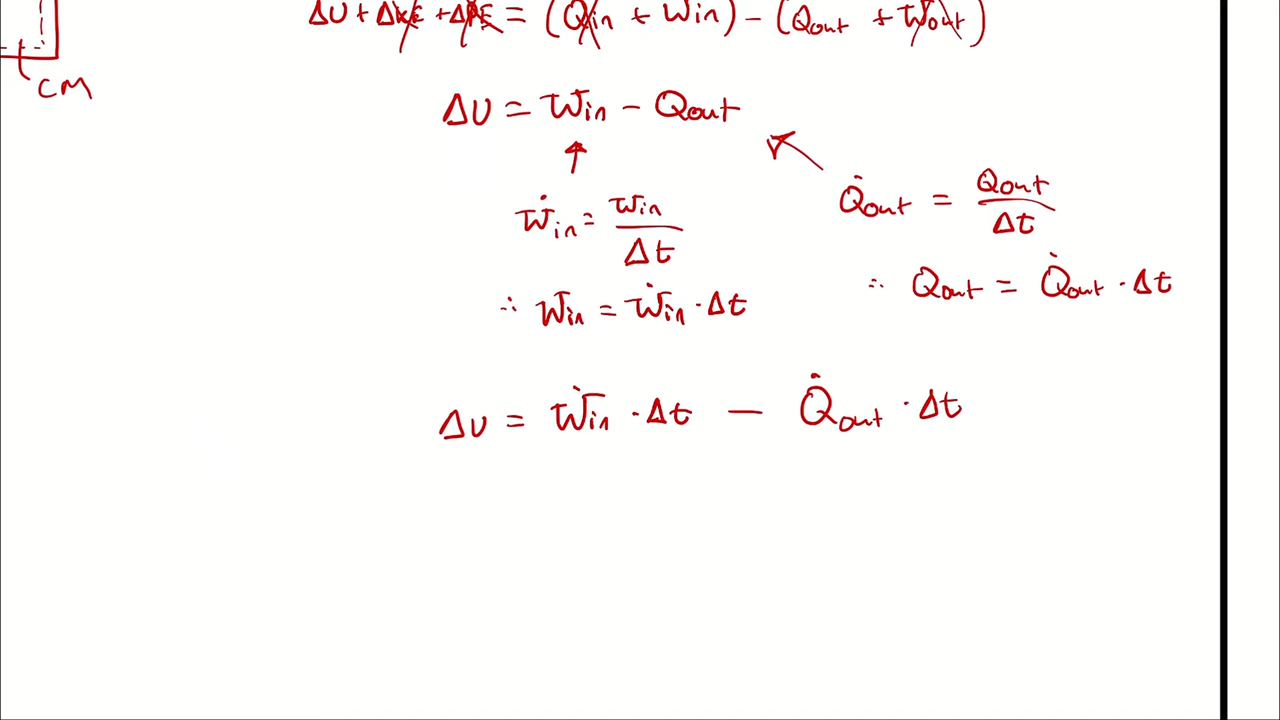 ΔU + ΔKE + ΔPE = (Qin + Win) - (Qout + Wout)
CM
ΔU = Win - Qout
Ẇin = Win / Δt
Q̇out = Qout / Δt
∴ Win = Ẇin · Δt
∴ Qout = Q̇out · Δt
ΔU = Ẇin · Δt - Q̇out · Δt